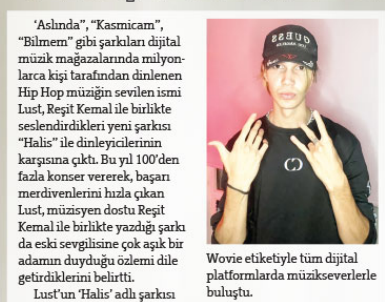 ‘Aslında”, “Kasmicam”,
“Bilmem” gibi şarkıları dijital
müzik mağazalarında milyon-
larca kişi tarafından dinlenen
Hip Hop müziğin sevilen ismi
Lust, Reşit Kemal ile birlikte
seslendirdikleri yeni şarkısı
“Halis” ile dinleyicilerinin
karşısına çıktı. Bu yıl 100’den
fazla konser vererek, başarı
merdivenlerini hızla çıkan
Lust, müzisyen dostu Reşit
Kemal ile birlikte yazdığı şarkı
da eski sevgilisine çok aşık bir
adamın duyduğu özlemi dile
getirdiklerini belirtti.
Lust’un ‘Halis’ adlı şarkısı
GUESS
Wovie etiketiyle tüm dijital
platformlarda müzikseverlerle
buluştu.